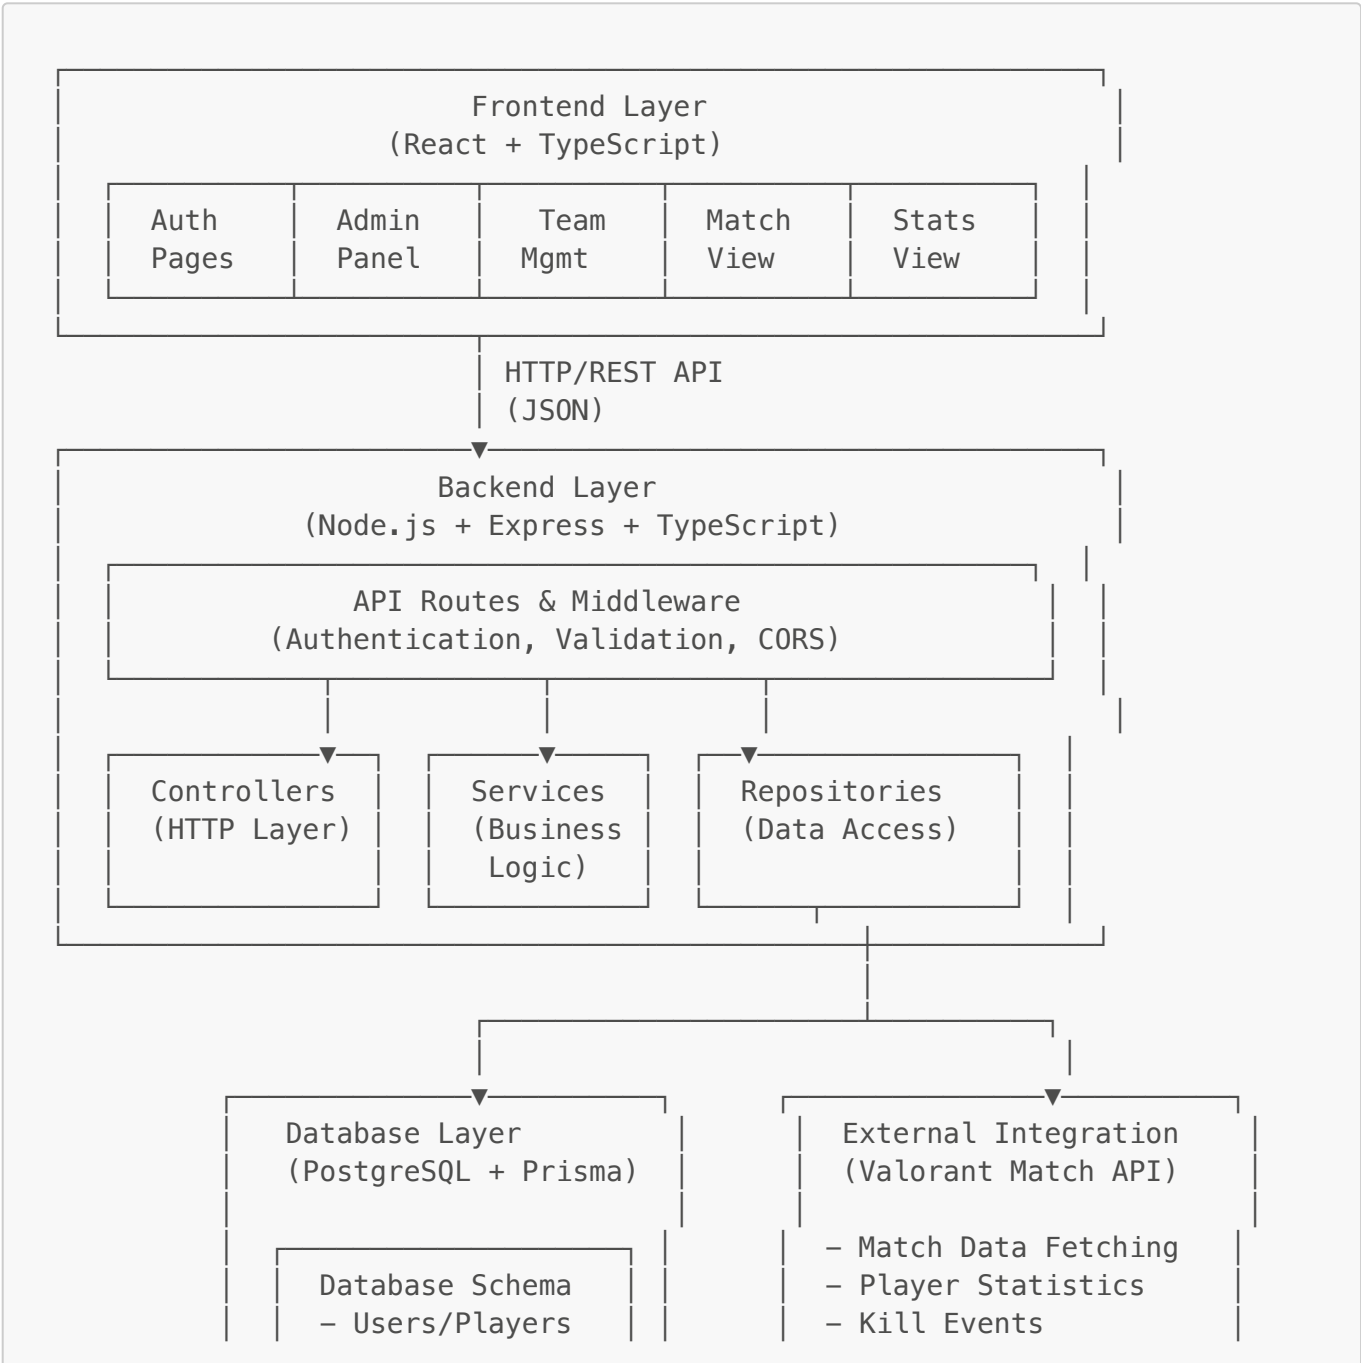 Frontend Layer
(React + TypeScript)
Auth Admin Team Match Stats
Pages Panel Mgmt View View
HTTP/REST API
(JSON)
Backend Layer
(Node.js + Express + TypeScript)
API Routes & Middleware
(Authentication, Validation, CORS)
Controllers Services Repositories
(HTTP Layer) (Business (Data Access)
Logic)
Database Layer External Integration
(PostgreSQL + Prisma) (Valorant Match API)
- Match Data Fetching
Database Schema - Player Statistics
- Users/Players - Kill Events